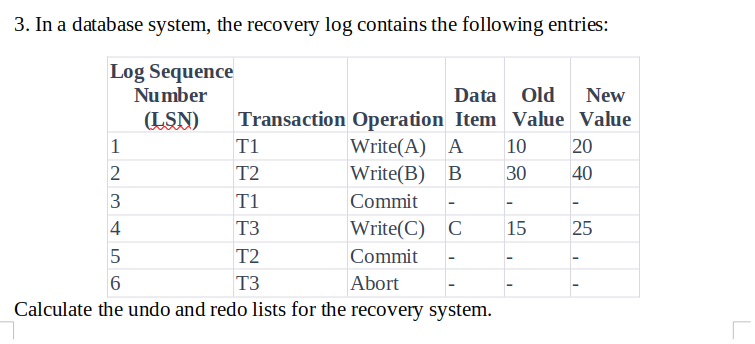 3. In a database system, the recovery log contains the following entries:
Log Sequence
Number
(LSN) Transaction Operation Data Item Old Value New Value
1 T1 Write(A) A 10 20
2 T2 Write(B) B 30 40
3 T1 Commit - - -
4 T3 Write(C) C 15 25
5 T2 Commit - - -
6 T3 Abort - - -
Calculate the undo and redo lists for the recovery system.